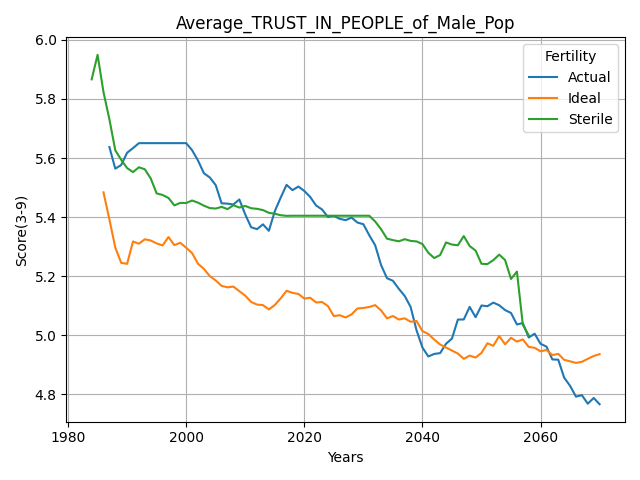 Average_TRUST_IN_PEOPLE_of_Male_Pop
Fertility
Actual
Ideal
Sterile
Score(3-9)
6.0
5.8
5.6
5.4
5.2
5.0
4.8
1980 2000 2020 2040 2060
Years